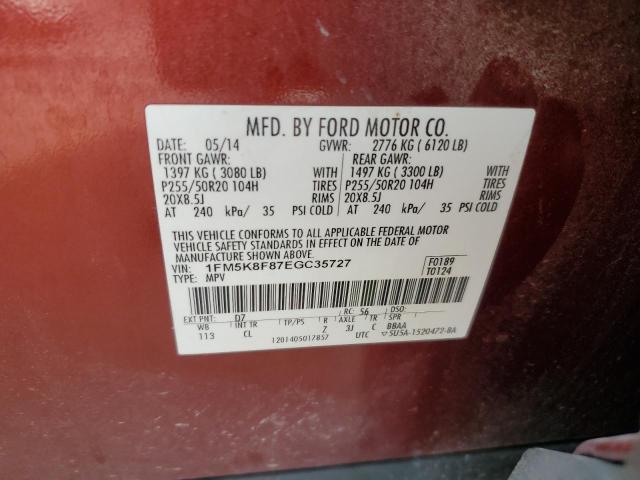 MFD. BY FORD MOTOR CO.
DATE: 05/14 GVWR: 2776 KG ( 6120 LB)
FRONT GAWR: REAR GAWR:
1397 KG ( 3080 LB) WITH 1497 KG ( 3300 LB) WITH
P255/50R20 104H TIRES P255/50R20 104H TIRES
20X8.5J RIMS 20X8.5J RIMS
AT 240 kPa/ 35 PSI COLD AT 240 kPa/ 35 PSI COLD
THIS VEHICLE CONFORMS TO ALL APPLICABLE FEDERAL MOTOR
VEHICLE SAFETY STANDARDS IN EFFECT ON THE DATE OF
MANUFACTURE SHOWN ABOVE.
VIN: 1FM5K8F87EGC35727 F0189
TYPE: MPV T0124
EXT PNT: D7 RC: 56 DSO:
WB INT TR TP/PS R AXLE TR SPR
113 CL Z 3J C BBAA
1201405017857 UTC ▽5U5A-1520472-BA